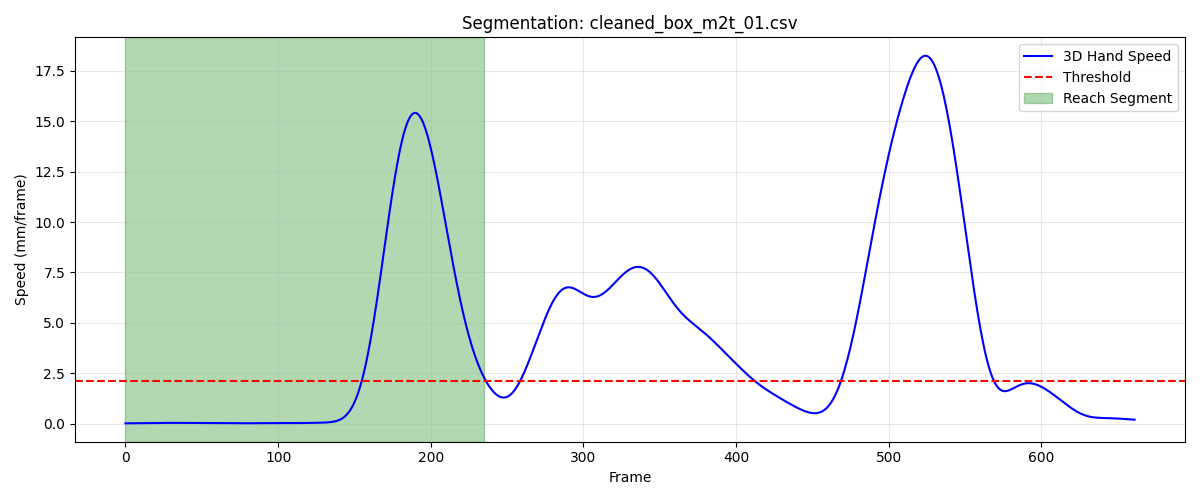 Segmentation: cleaned_box_m2t_01.csv
3D Hand Speed
Threshold
Reach Segment
Speed (mm/frame)
17.5
15.0
12.5
10.0
7.5
5.0
2.5
0.0
0 100 200 300 400 500 600
Frame